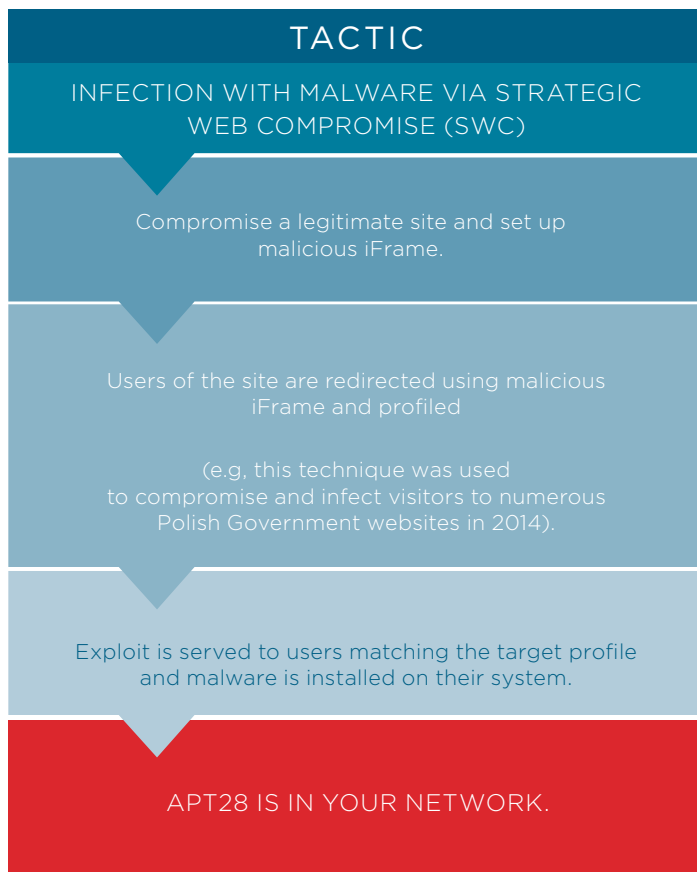 TACTIC
INFECTION WITH MALWARE VIA STRATEGIC
WEB COMPROMISE (SWC)
Compromise a legitimate site and set up
malicious iFrame.
Users of the site are redirected using malicious
iFrame and profiled
(e.g, this technique was used
to compromise and infect visitors to numerous
Polish Government websites in 2014).
Exploit is served to users matching the target profile
and malware is installed on their system.
APT28 IS IN YOUR NETWORK.